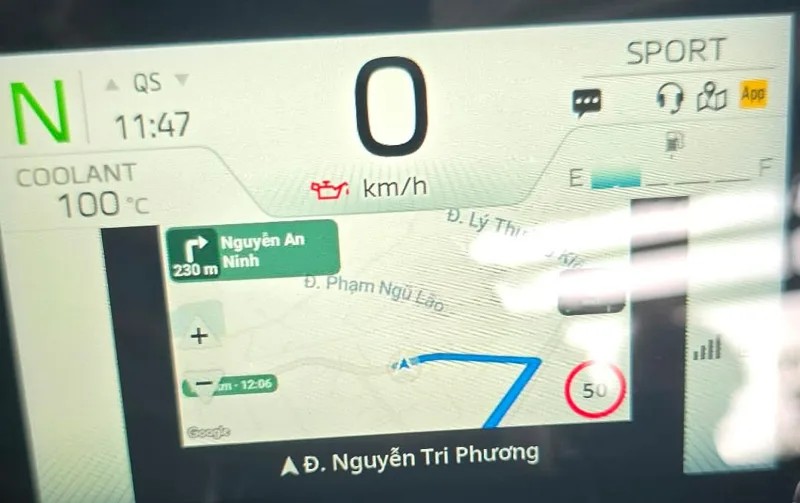 N
QS
11:47
COOLANT
100 °C
0
km/h
SPORT
App
E
F
Nguyễn An
Ninh
230 m
Đ. Lý Thư
Đ. Phạm Ngũ Lão
+
−
m · 12:06
50
Google
Đ. Nguyễn Tri Phương